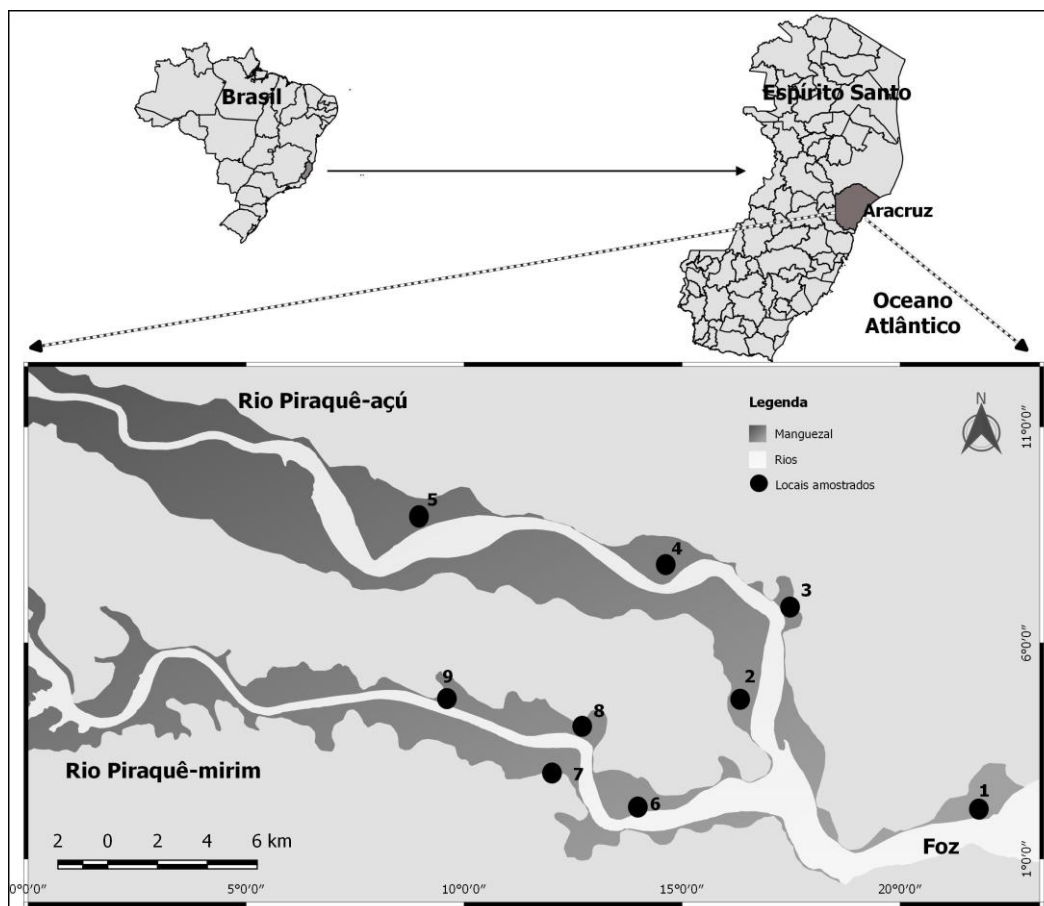 Brasil
Espírito Santo
Aracruz
Oceano
Atlântico
Rio Piraquê-açú
Legenda
Manguezal
Rios
Locais amostrados
N
11°0'0"
5
4
3
6°0'0"
2
9
8
Rio Piraquê-mirim
7
6
1
2 0 2 4 6 km
Foz
1°0'0"
0°0'0" 5°0'0" 10°0'0" 15°0'0" 20°0'0"